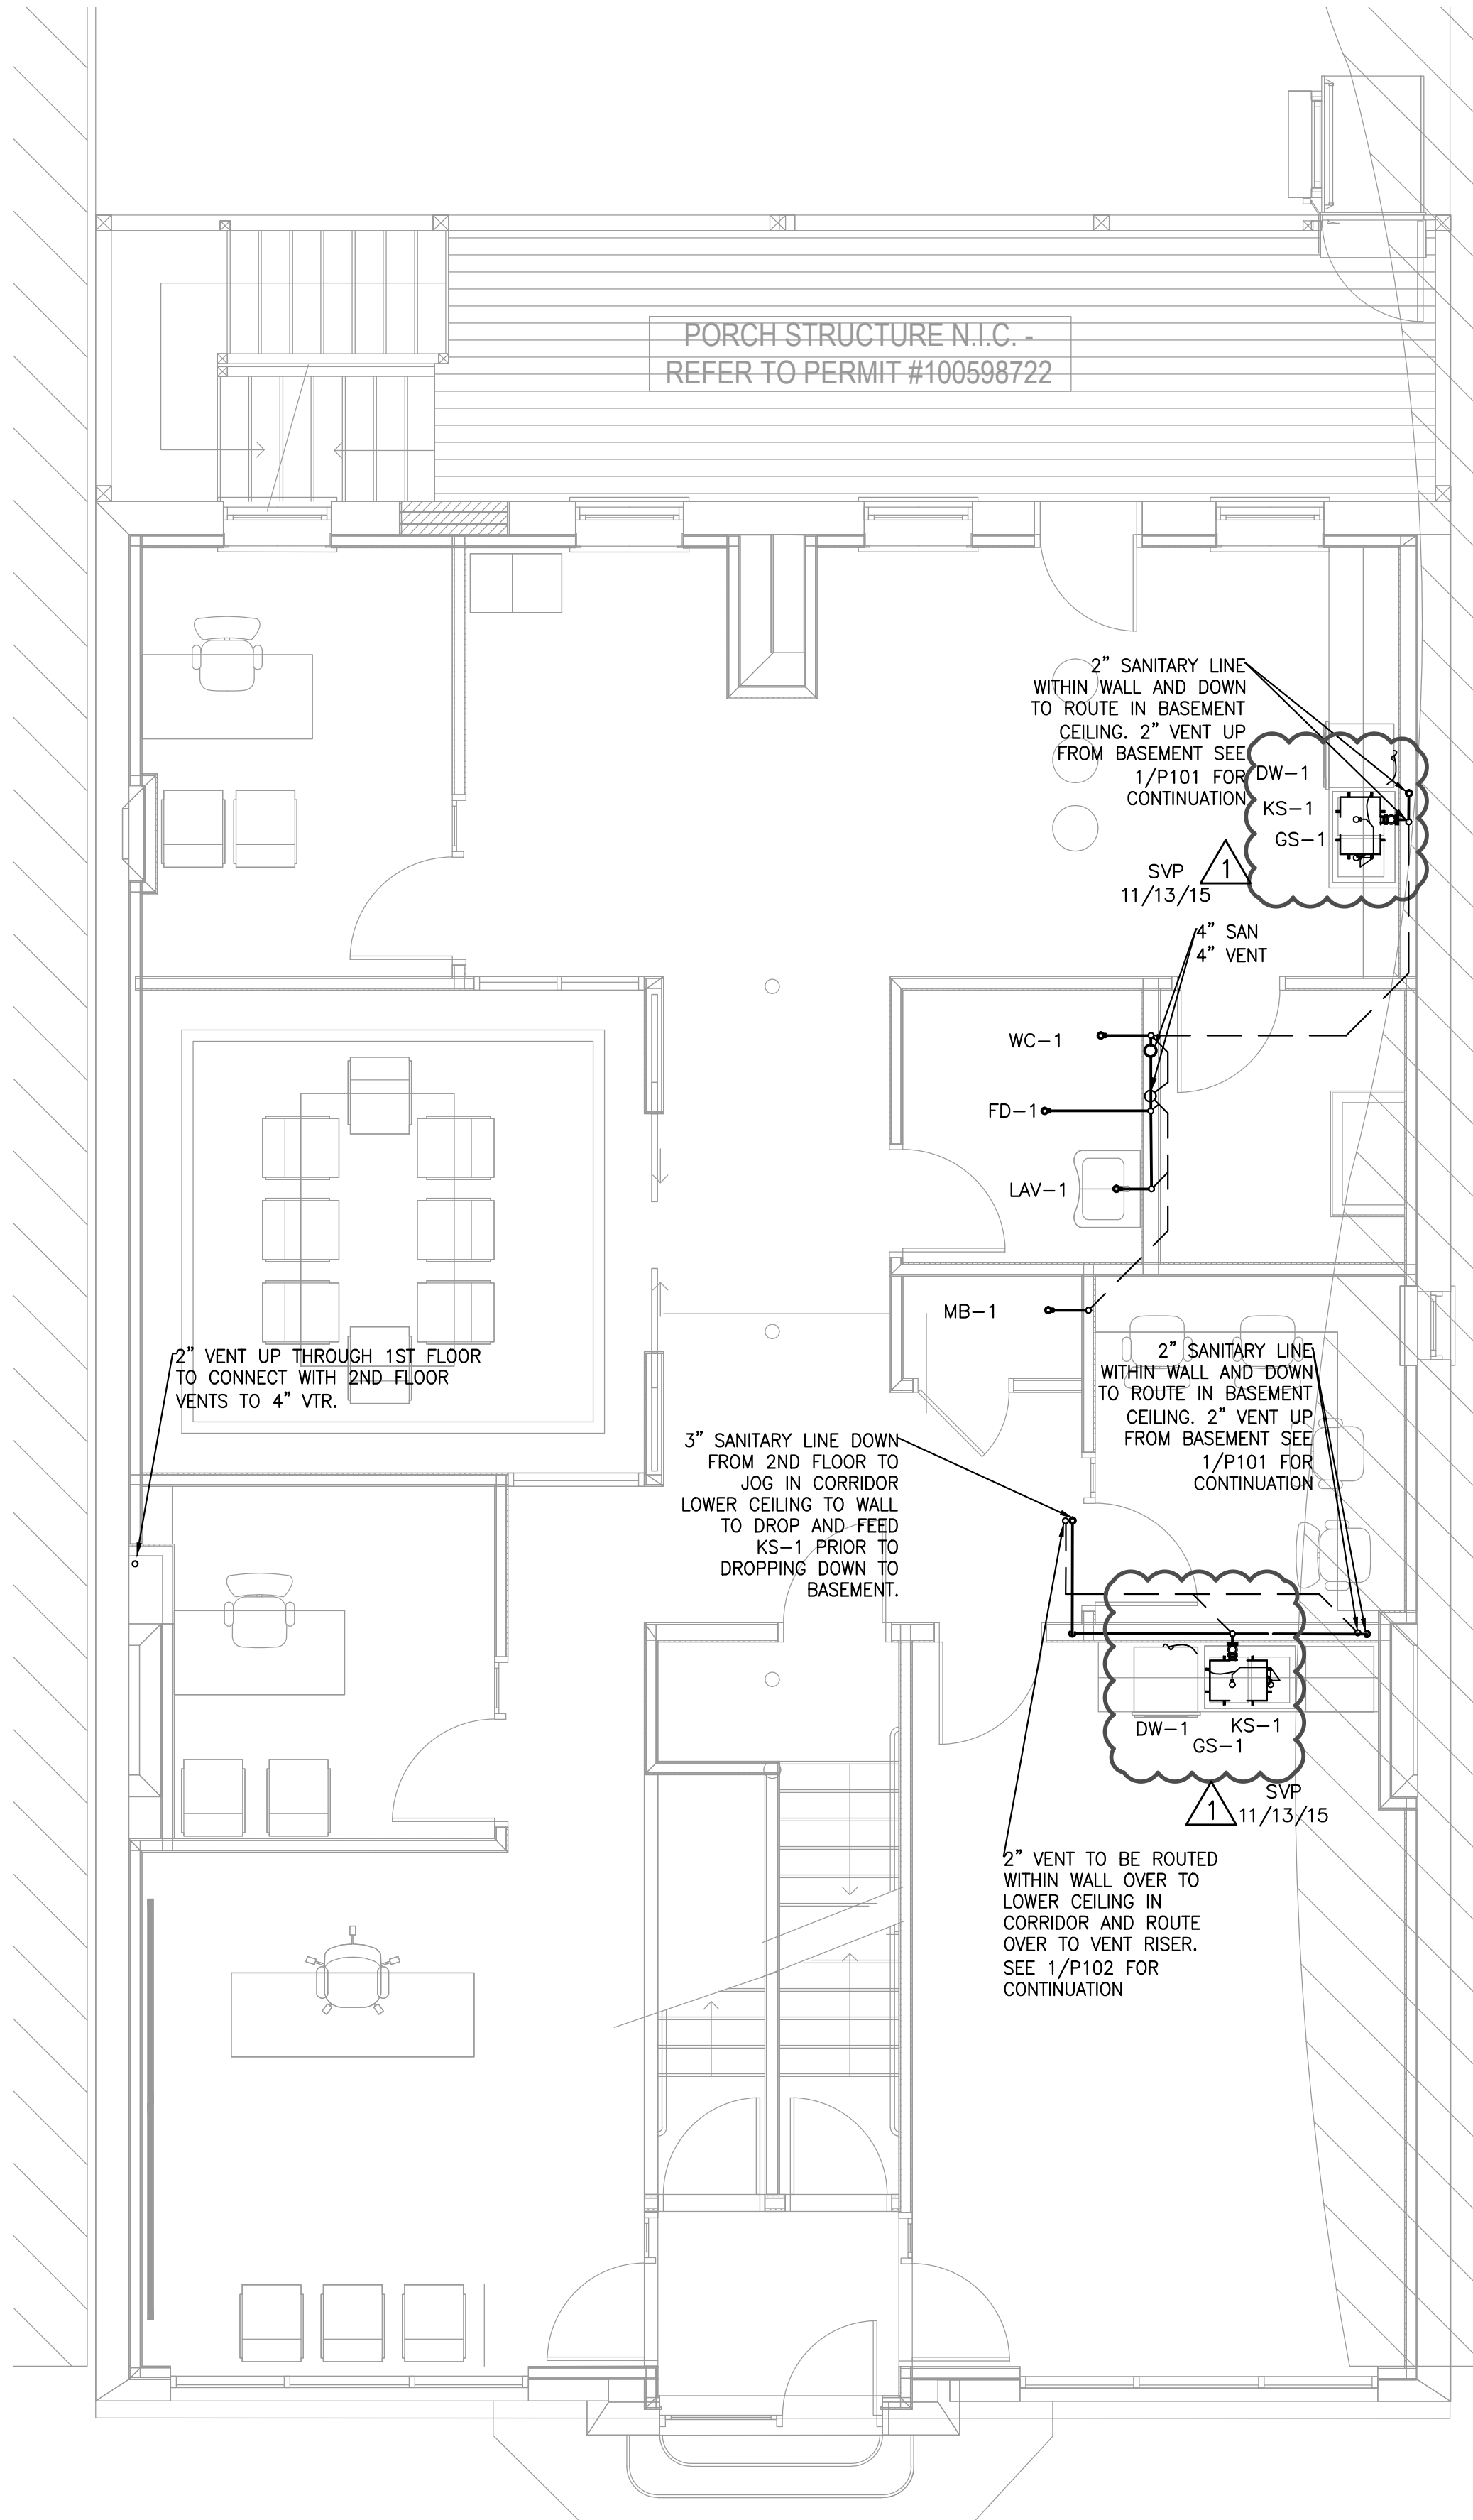 PORCH STRUCTURE N.I.C. -
REFER TO PERMIT #100598722
2” SANITARY LINE
WITHIN WALL AND DOWN
TO ROUTE IN BASEMENT
CEILING. 2” VENT UP
FROM BASEMENT SEE
1/P101 FOR
CONTINUATION
DW-1
KS-1
GS-1
1
SVP
11/13/15
4” SAN
4” VENT
WC-1
FD-1
LAV-1
MB-1
2” VENT UP THROUGH 1ST FLOOR
TO CONNECT WITH 2ND FLOOR
VENTS TO 4” VTR.
2” SANITARY LINE
WITHIN WALL AND DOWN
TO ROUTE IN BASEMENT
CEILING. 2” VENT UP
FROM BASEMENT SEE
1/P101 FOR
CONTINUATION
3” SANITARY LINE DOWN
FROM 2ND FLOOR TO
JOG IN CORRIDOR
LOWER CEILING TO WALL
TO DROP AND FEED
KS-1 PRIOR TO
DROPPING DOWN TO
BASEMENT.
DW-1
KS-1
GS-1
1
SVP
11/13/15
2” VENT TO BE ROUTED
WITHIN WALL OVER TO
LOWER CEILING IN
CORRIDOR AND ROUTE
OVER TO VENT RISER.
SEE 1/P102 FOR
CONTINUATION